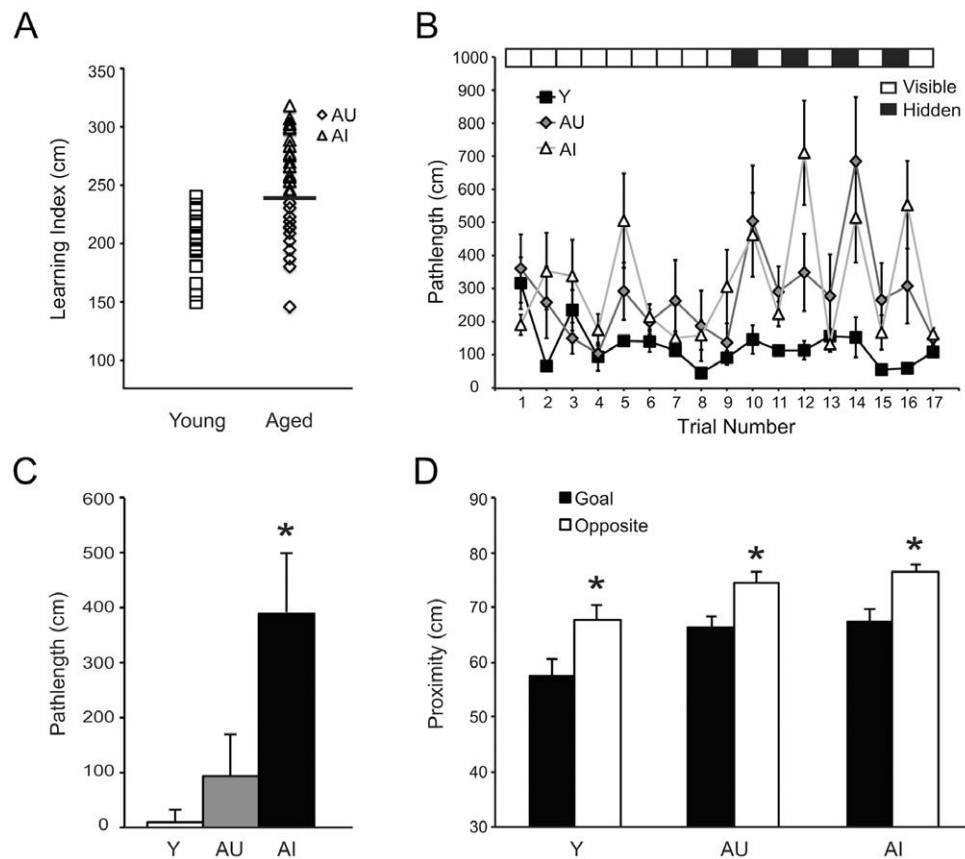 A
Learning Index (cm)
350
300
250
200
150
100
AU
AI
Young Aged
B
Pathlength (cm)
1000
900
800
700
600
500
400
300
200
100
0
Y
AU
AI
Visible
Hidden
1 2 3 4 5 6 7 8 9 10 11 12 13 14 15 16 17
Trial Number
C
Pathlength (cm)
600
500
400
300
200
100
0
*
Y AU AI
D
Proximity (cm)
90
80
70
60
50
40
30
Goal
Opposite
* * *
Y AU AI